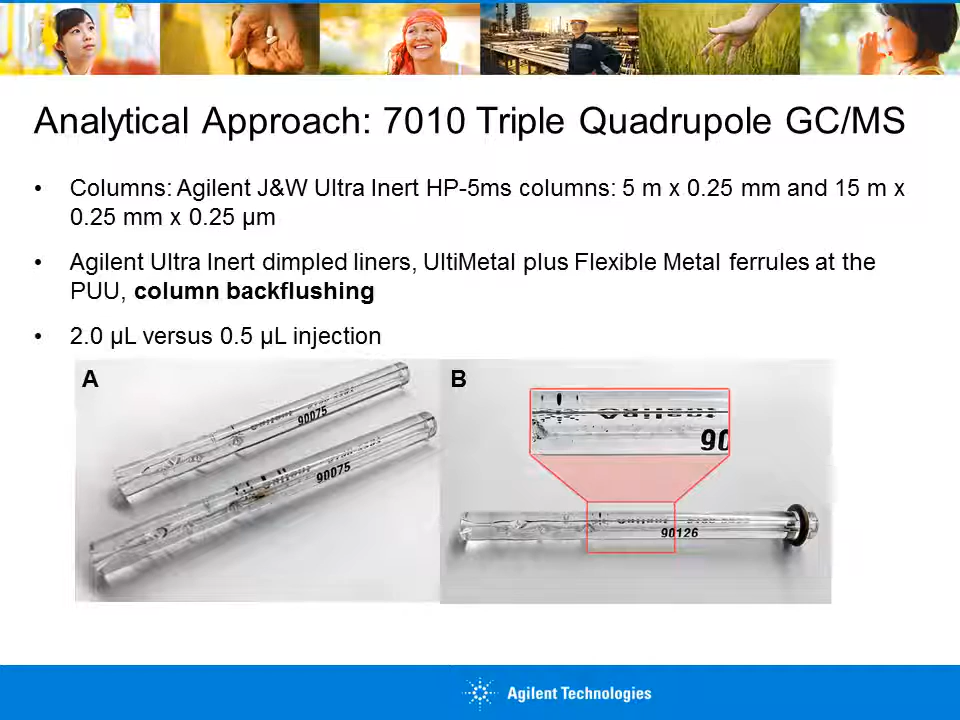 Analytical Approach: 7010 Triple Quadrupole GC/MS
• Columns: Agilent J&W Ultra Inert HP-5ms columns: 5 m x 0.25 mm and 15 m x
0.25 mm x 0.25 µm
• Agilent Ultra Inert dimpled liners, UltiMetal plus Flexible Metal ferrules at the
PUU, column backflushing
• 2.0 µL versus 0.5 µL injection
A
B
90075
90075
90
90126
Agilent Technologies